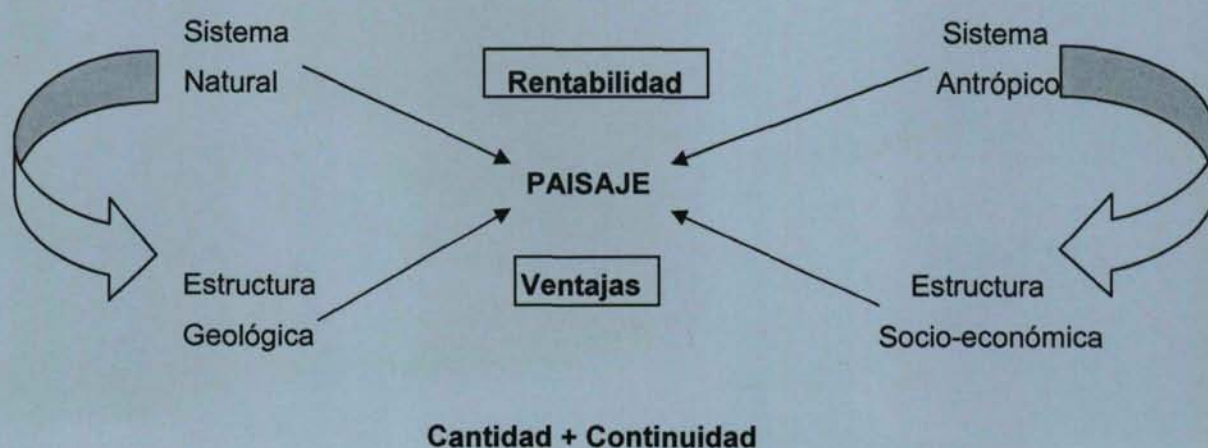 Sistema
Natural
Rentabilidad
Sistema
Antrópico
PAISAJE
Estructura
Geológica
Ventajas
Estructura
Socio-económica
Cantidad + Continuidad